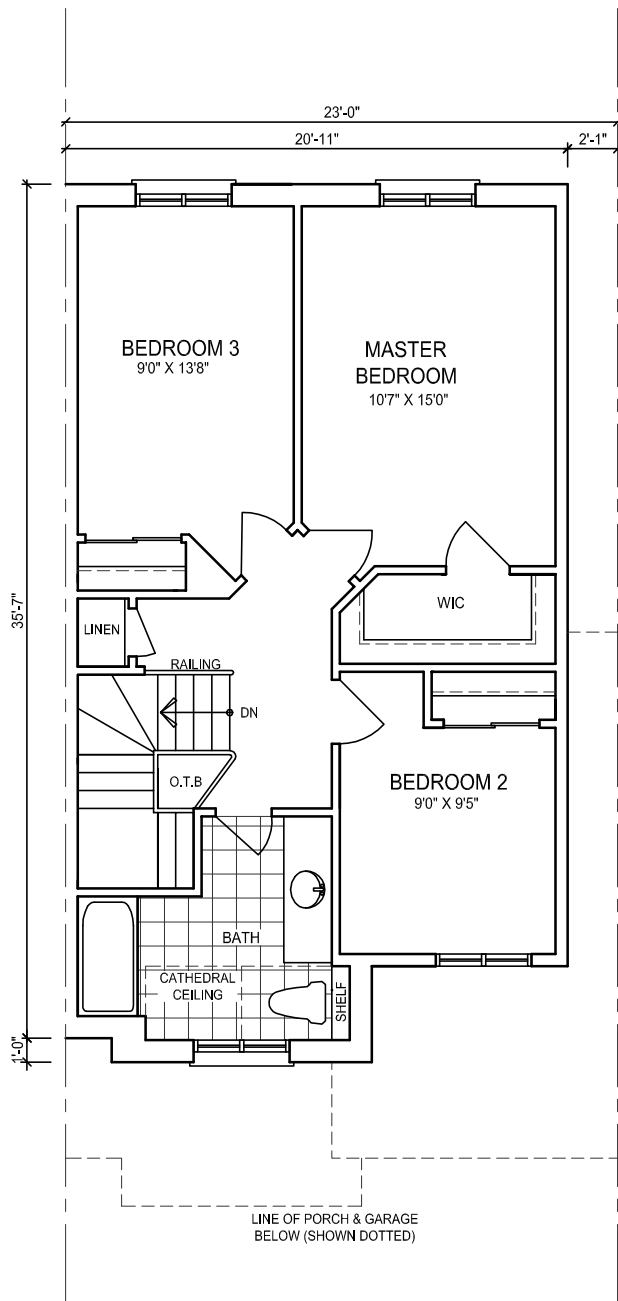 23'-0"
20'-11"
2'-1"
BEDROOM 3
9'0" X 13'8"
MASTER
BEDROOM
10'7" X 15'0"
35'-7"
WIC
LINEN
RAILING
DN
O.T.B
BEDROOM 2
9'0" X 9'5"
BATH
CATHEDRAL
CEILING
SHELF
1'-0"
LINE OF PORCH & GARAGE
BELOW (SHOWN DOTTED)